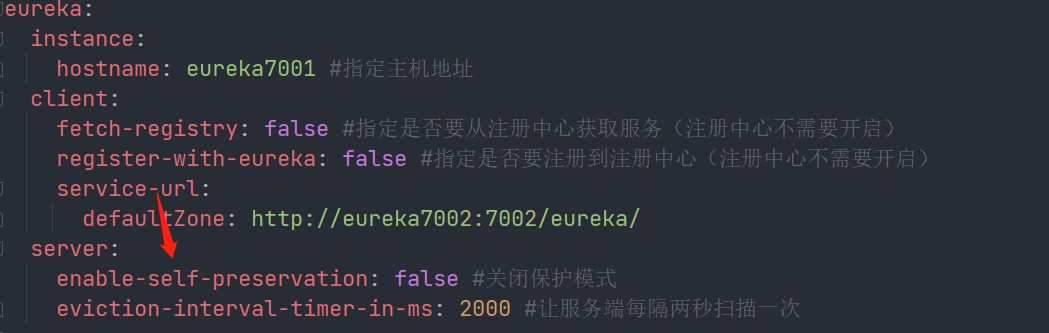 eureka:
instance:
hostname: eureka7001 #指定主机地址
client:
fetch-registry: false #指定是否要从注册中心获取服务（注册中心不需要开启）
register-with-eureka: false #指定是否要注册到注册中心（注册中心不需要开启）
service-url:
defaultZone: http://eureka7002:7002/eureka/
server:
enable-self-preservation: false #关闭保护模式
eviction-interval-timer-in-ms: 2000 #让服务端每隔两秒扫描一次